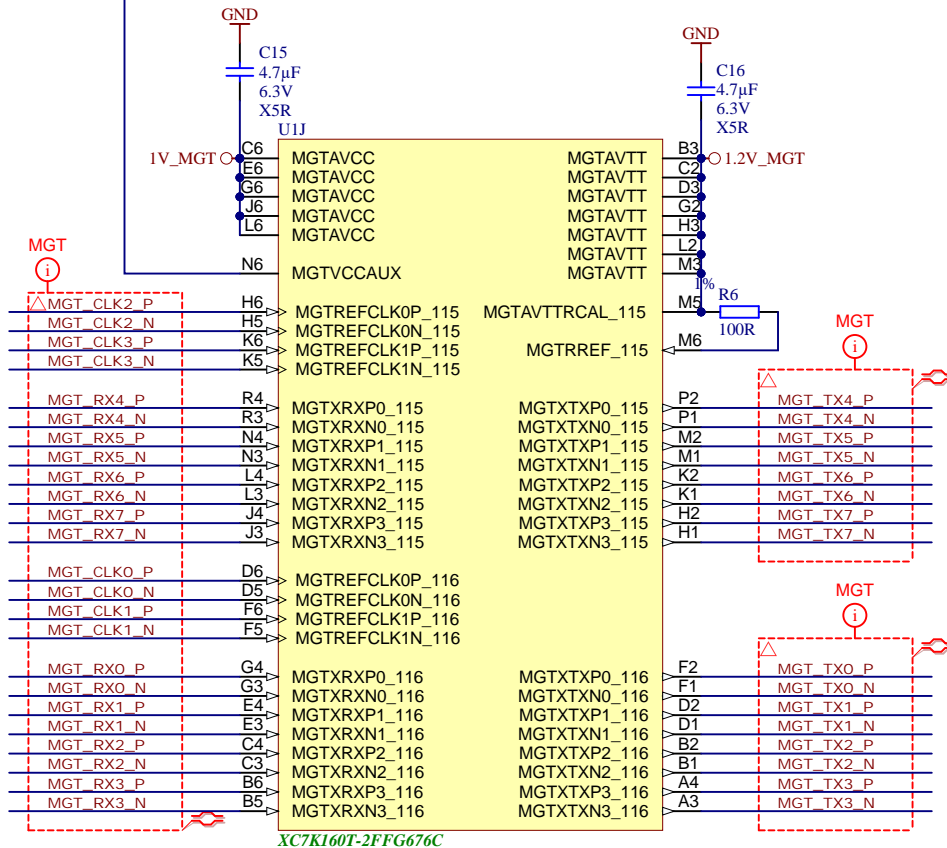 GND
C15
4.7µF
6.3V
X5R
GND
C16
4.7µF
6.3V
X5R
U1J
1V_MGT
C6 MGTAVCC
E6 MGTAVCC
G6 MGTAVCC
J6 MGTAVCC
L6 MGTAVCC
N6 MGTVCCAUX
MGTAVTT B3
1.2V_MGT
MGTAVTT C2
MGTAVTT D3
MGTAVTT G2
MGTAVTT H3
MGTAVTT L2
MGTAVTT M3
1%
R6
100R
MGTAVTTRCAL_115 M5
MGTRREF_115 M6
MGT
i
MGT_CLK2_P H6 MGTREFCLK0P_115
MGT_CLK2_N H5 MGTREFCLK0N_115
MGT_CLK3_P K6 MGTREFCLK1P_115
MGT_CLK3_N K5 MGTREFCLK1N_115
MGT
i
MGT_RX4_P R4 MGTXRXP0_115 MGTXTXP0_115 P2 MGT_TX4_P
MGT_RX4_N R3 MGTXRXN0_115 MGTXTXN0_115 P1 MGT_TX4_N
MGT_RX5_P N4 MGTXRXP1_115 MGTXTXP1_115 M2 MGT_TX5_P
MGT_RX5_N N3 MGTXRXN1_115 MGTXTXN1_115 M1 MGT_TX5_N
MGT_RX6_P L4 MGTXRXP2_115 MGTXTXP2_115 K2 MGT_TX6_P
MGT_RX6_N L3 MGTXRXN2_115 MGTXTXN2_115 K1 MGT_TX6_N
MGT_RX7_P J4 MGTXRXP3_115 MGTXTXP3_115 H2 MGT_TX7_P
MGT_RX7_N J3 MGTXRXN3_115 MGTXTXN3_115 H1 MGT_TX7_N
MGT_CLK0_P D6 MGTREFCLK0P_116
MGT_CLK0_N D5 MGTREFCLK0N_116
MGT_CLK1_P F6 MGTREFCLK1P_116
MGT_CLK1_N F5 MGTREFCLK1N_116
MGT
i
MGT_RX0_P G4 MGTXRXP0_116 MGTXTXP0_116 F2 MGT_TX0_P
MGT_RX0_N G3 MGTXRXN0_116 MGTXTXN0_116 F1 MGT_TX0_N
MGT_RX1_P E4 MGTXRXP1_116 MGTXTXP1_116 D2 MGT_TX1_P
MGT_RX1_N E3 MGTXRXN1_116 MGTXTXN1_116 D1 MGT_TX1_N
MGT_RX2_P C4 MGTXRXP2_116 MGTXTXP2_116 B2 MGT_TX2_P
MGT_RX2_N C3 MGTXRXN2_116 MGTXTXN2_116 B1 MGT_TX2_N
MGT_RX3_P B6 MGTXRXP3_116 MGTXTXP3_116 A4 MGT_TX3_P
MGT_RX3_N B5 MGTXRXN3_116 MGTXTXN3_116 A3 MGT_TX3_N
XC7K160T-2FFG676C